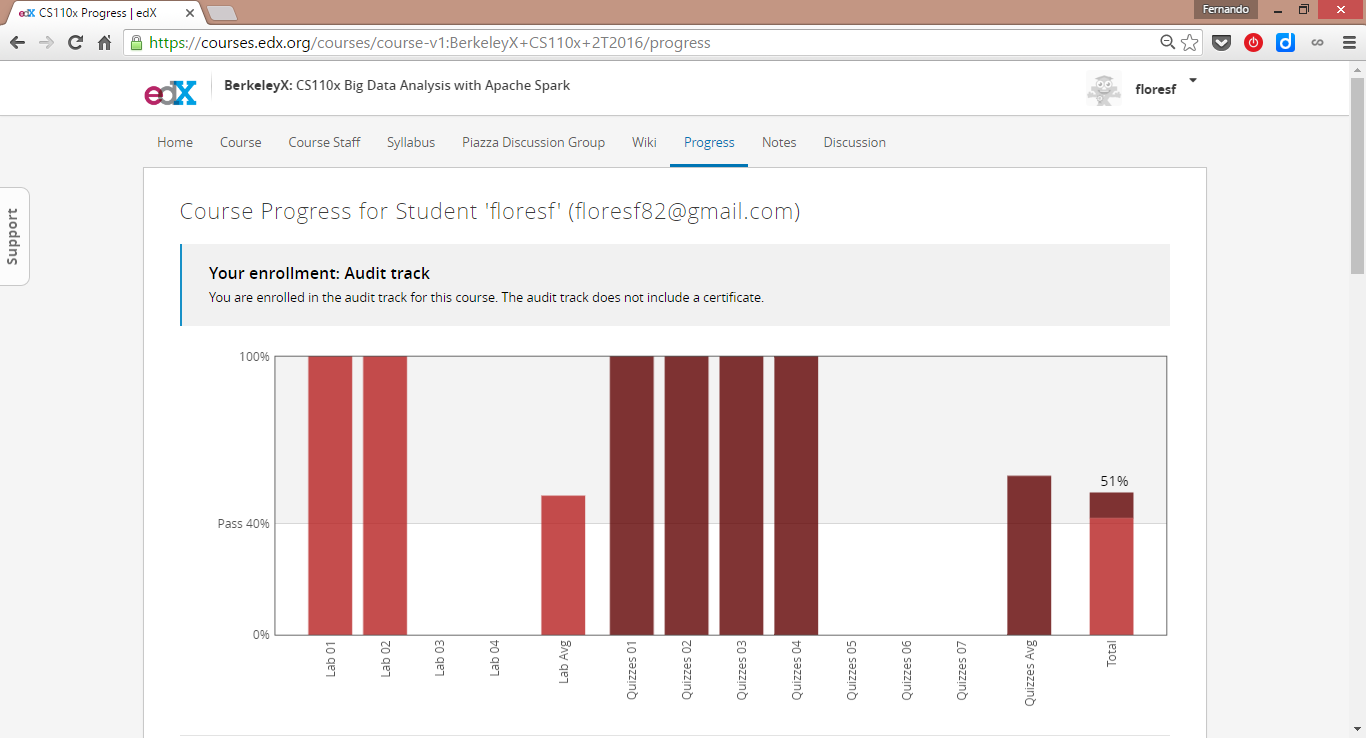 edX CS110x Progress | edX
Fernando
https://courses.edx.org/courses/course-v1:BerkeleyX+CS110x+2T2016/progress
edX
BerkeleyX: CS110x Big Data Analysis with Apache Spark
floresf
Home Course Course Staff Syllabus Piazza Discussion Group Wiki Progress Notes Discussion
Support
Course Progress for Student 'floresf' (floresf82@gmail.com)
Your enrollment: Audit track
You are enrolled in the audit track for this course. The audit track does not include a certificate.
100%
51%
Pass 40%
0%
Lab 01
Lab 02
Lab 03
Lab 04
Lab Avg
Quizzes 01
Quizzes 02
Quizzes 03
Quizzes 04
Quizzes 05
Quizzes 06
Quizzes 07
Quizzes Avg
Total